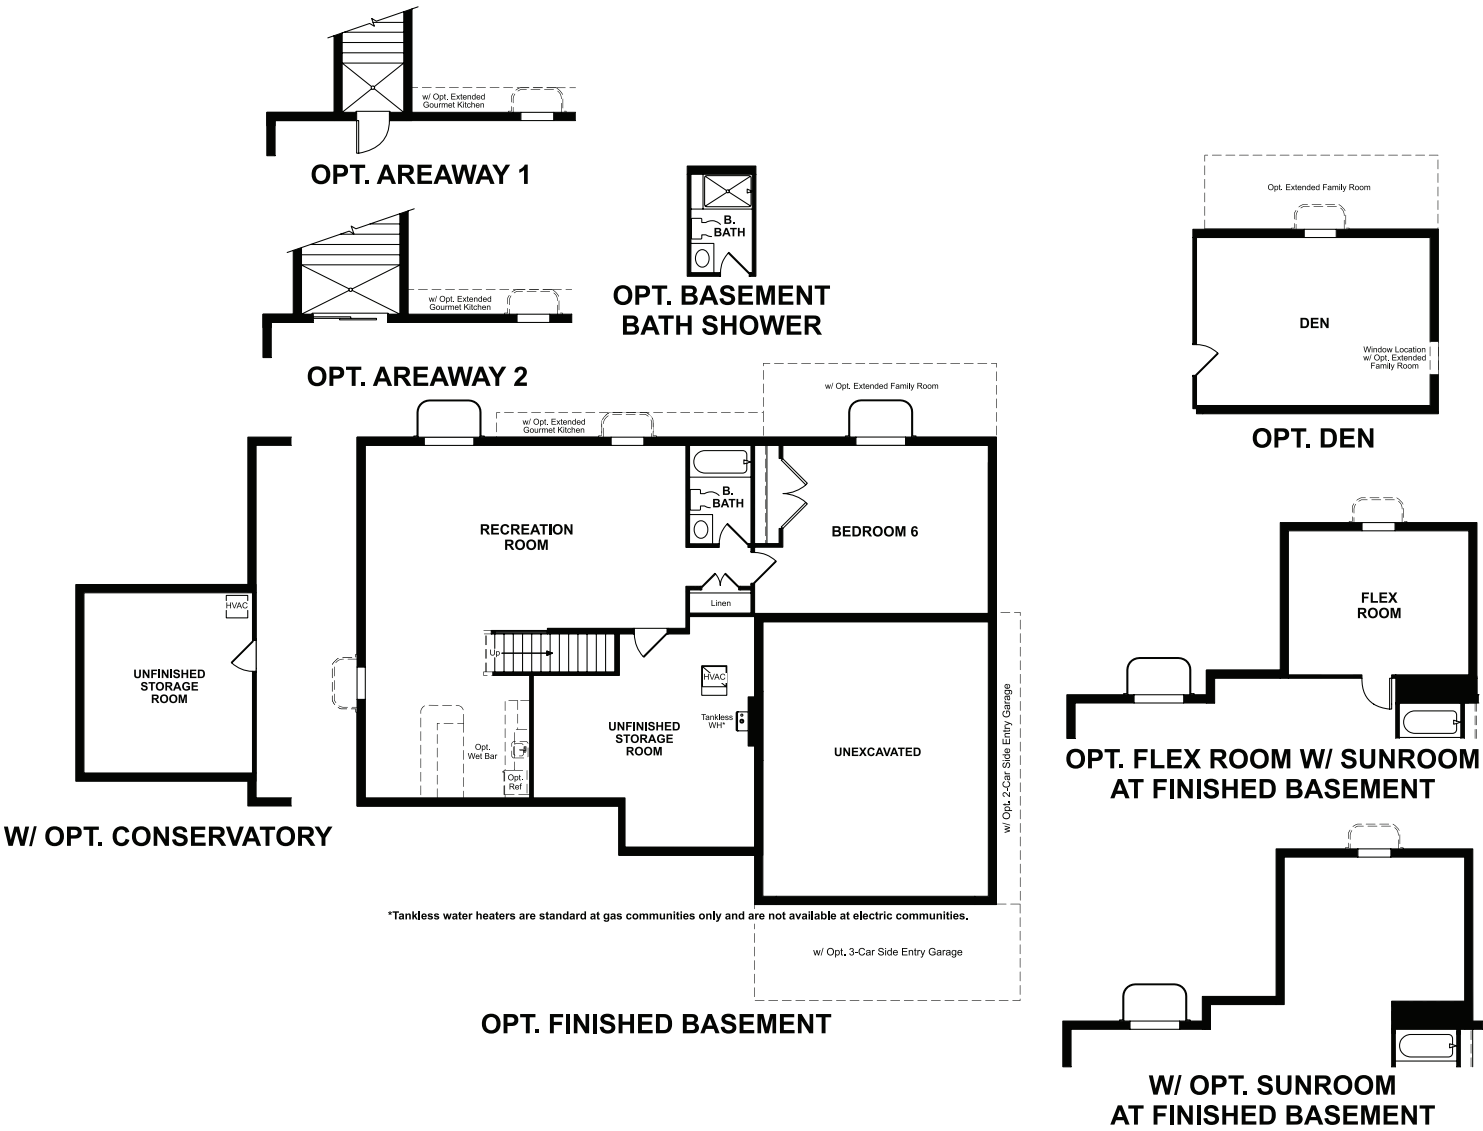 w/ Opt. Extended
Gourmet Kitchen
OPT. AREAWAY 1
w/ Opt. Extended
Gourmet Kitchen
OPT. AREAWAY 2
B.
BATH
OPT. BASEMENT
BATH SHOWER
Opt. Extended Family Room
DEN
Window Location
w/ Opt. Extended
Family Room
OPT. DEN
HVAC
UNFINISHED
STORAGE
ROOM
W/ OPT. CONSERVATORY
w/ Opt. Extended
Gourmet Kitchen
w/ Opt. Extended Family Room
RECREATION
ROOM
B.
BATH
BEDROOM 6
Linen
Up
HVAC
Tankless
WH*
UNFINISHED
STORAGE
ROOM
Opt.
Wet Bar
Opt.
Ref
UNEXCAVATED
w/ Opt. 2-Car Side Entry Garage
*Tankless water heaters are standard at gas communities only and are not available at electric communities.
w/ Opt. 3-Car Side Entry Garage
OPT. FINISHED BASEMENT
FLEX
ROOM
OPT. FLEX ROOM W/ SUNROOM
AT FINISHED BASEMENT
W/ OPT. SUNROOM
AT FINISHED BASEMENT